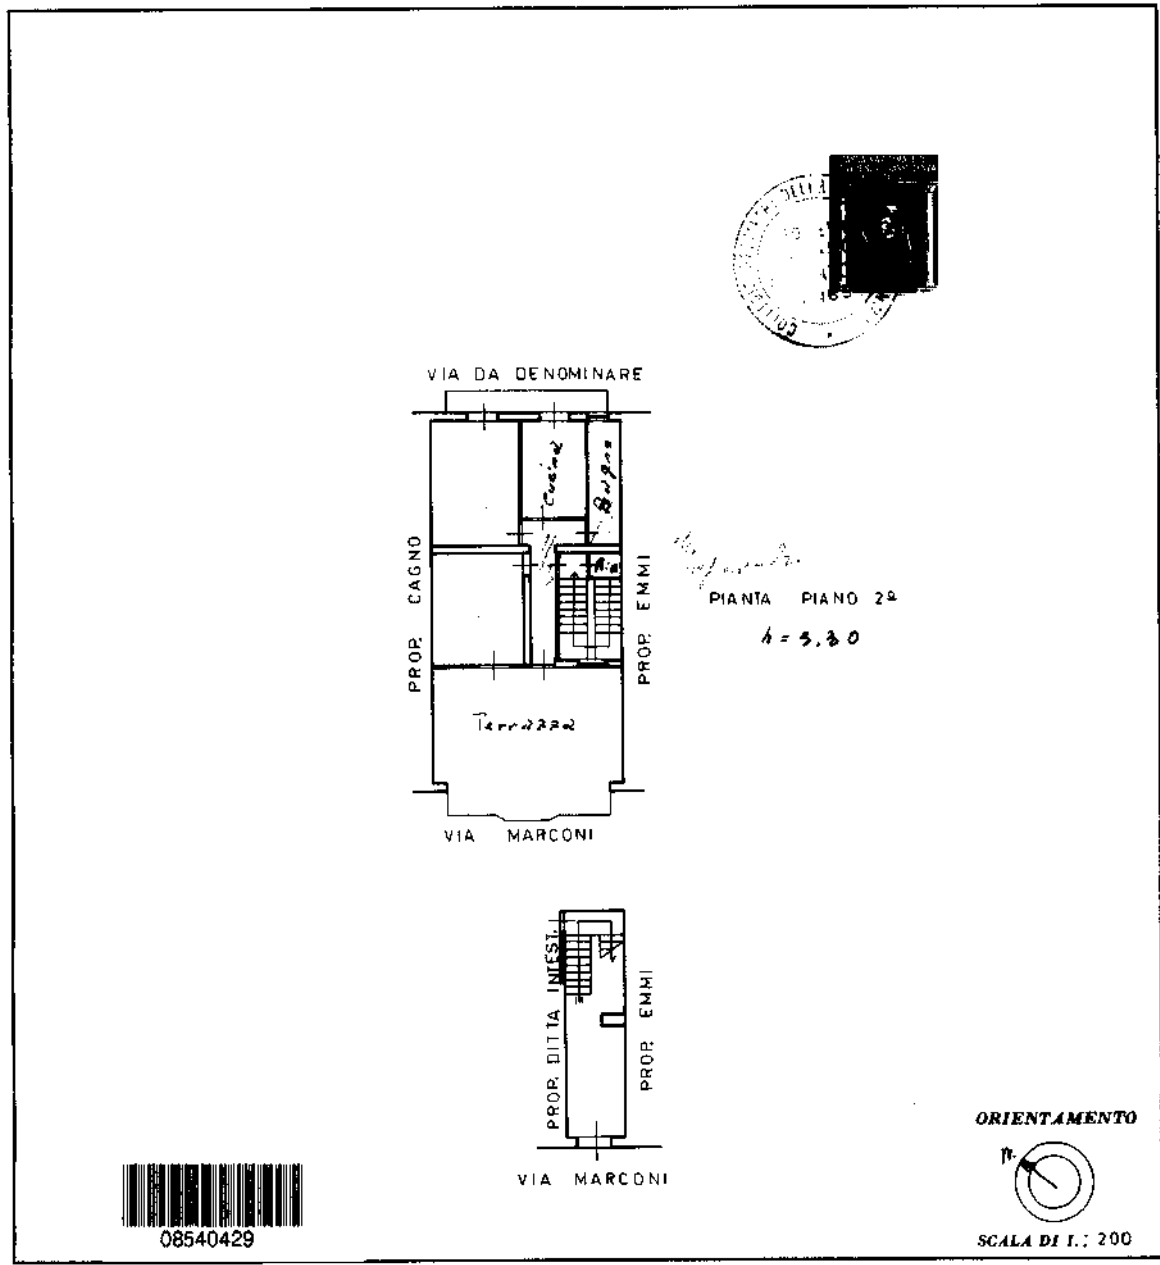 VIA DA DENOMINARE
Cucina
Bagno
PROP. CAGNO
PROP. EMMI
PIANTA PIANO 2º
h = 3,30
Terrazza
VIA MARCONI
PROP. DITTA INTEST.
PROP. EMMI
VIA MARCONI
ORIENTAMENTO
N.
08540429
SCALA DI 1 : 200